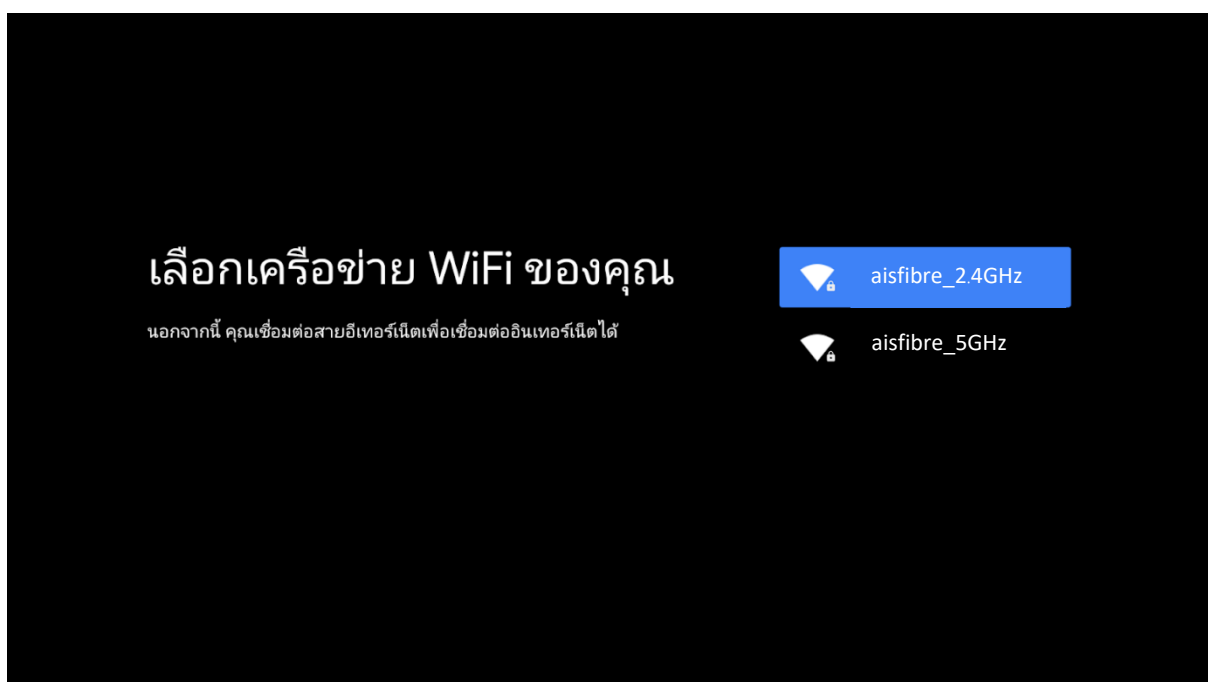 เลือกเครือข่าย WiFi ของคุณ
นอกจากนี้ คุณเชื่อมต่อสายอีเทอร์เน็ตเพื่อเชื่อมต่ออินเทอร์เน็ตได้
aisfibre_2.4GHz
aisfibre_5GHz